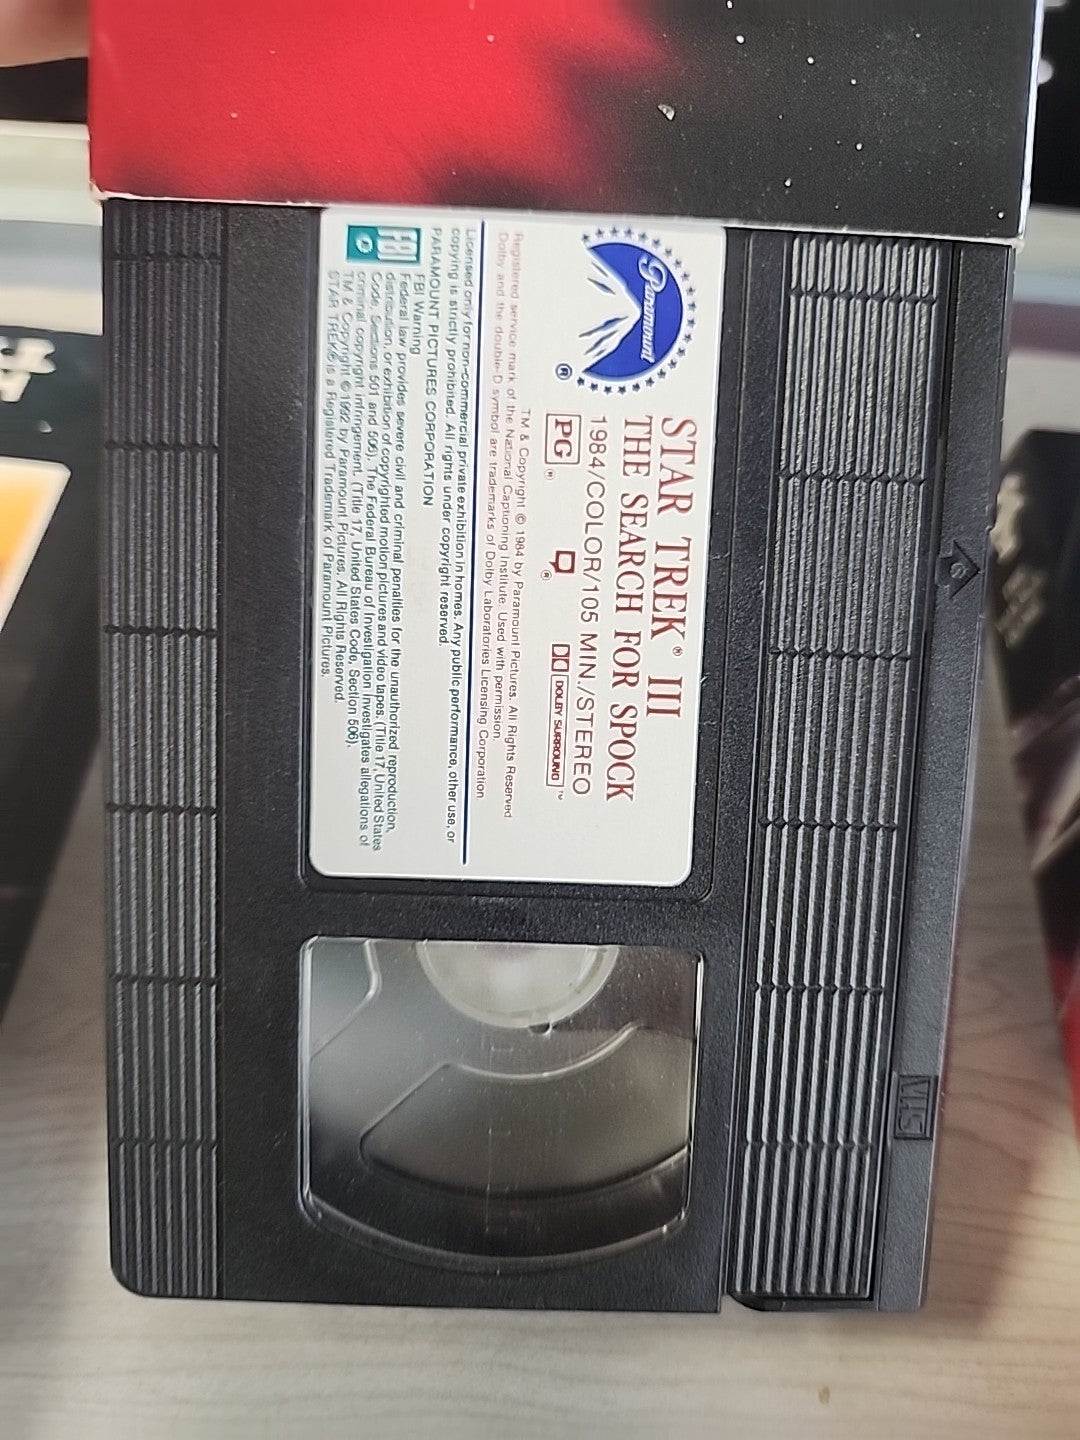 Paramount
®
STAR TREK® III
THE SEARCH FOR SPOCK
1984/COLOR/105 MIN./STEREO
PG ® ® DOLBY SURROUND ™
TM & Copyright © 1984 by Paramount Pictures. All Rights Reserved
Registered service mark of the National Captioning Institute. Used with permission.
Dolby and the double-D symbol are trademarks of Dolby Laboratories Licensing Corporation
Licensed only for non-commercial private exhibition in homes. Any public performance, other use, or
copying is strictly prohibited. All rights under copyright reserved.
PARAMOUNT PICTURES CORPORATION
FBI Warning
Federal law provides severe civil and criminal penalties for the unauthorized reproduction,
distribution, or exhibition of copyrighted motion pictures and video tapes. (Title 17, United States
Code, Sections 501 and 506). The Federal Bureau of Investigation investigates allegations of
criminal copyright infringement. (Title 17, United States Code, Section 506).
TM & Copyright © 1992 by Paramount Pictures. All Rights Reserved.
STAR TREK® is a Registered Trademark of Paramount Pictures.
FBI
VHS